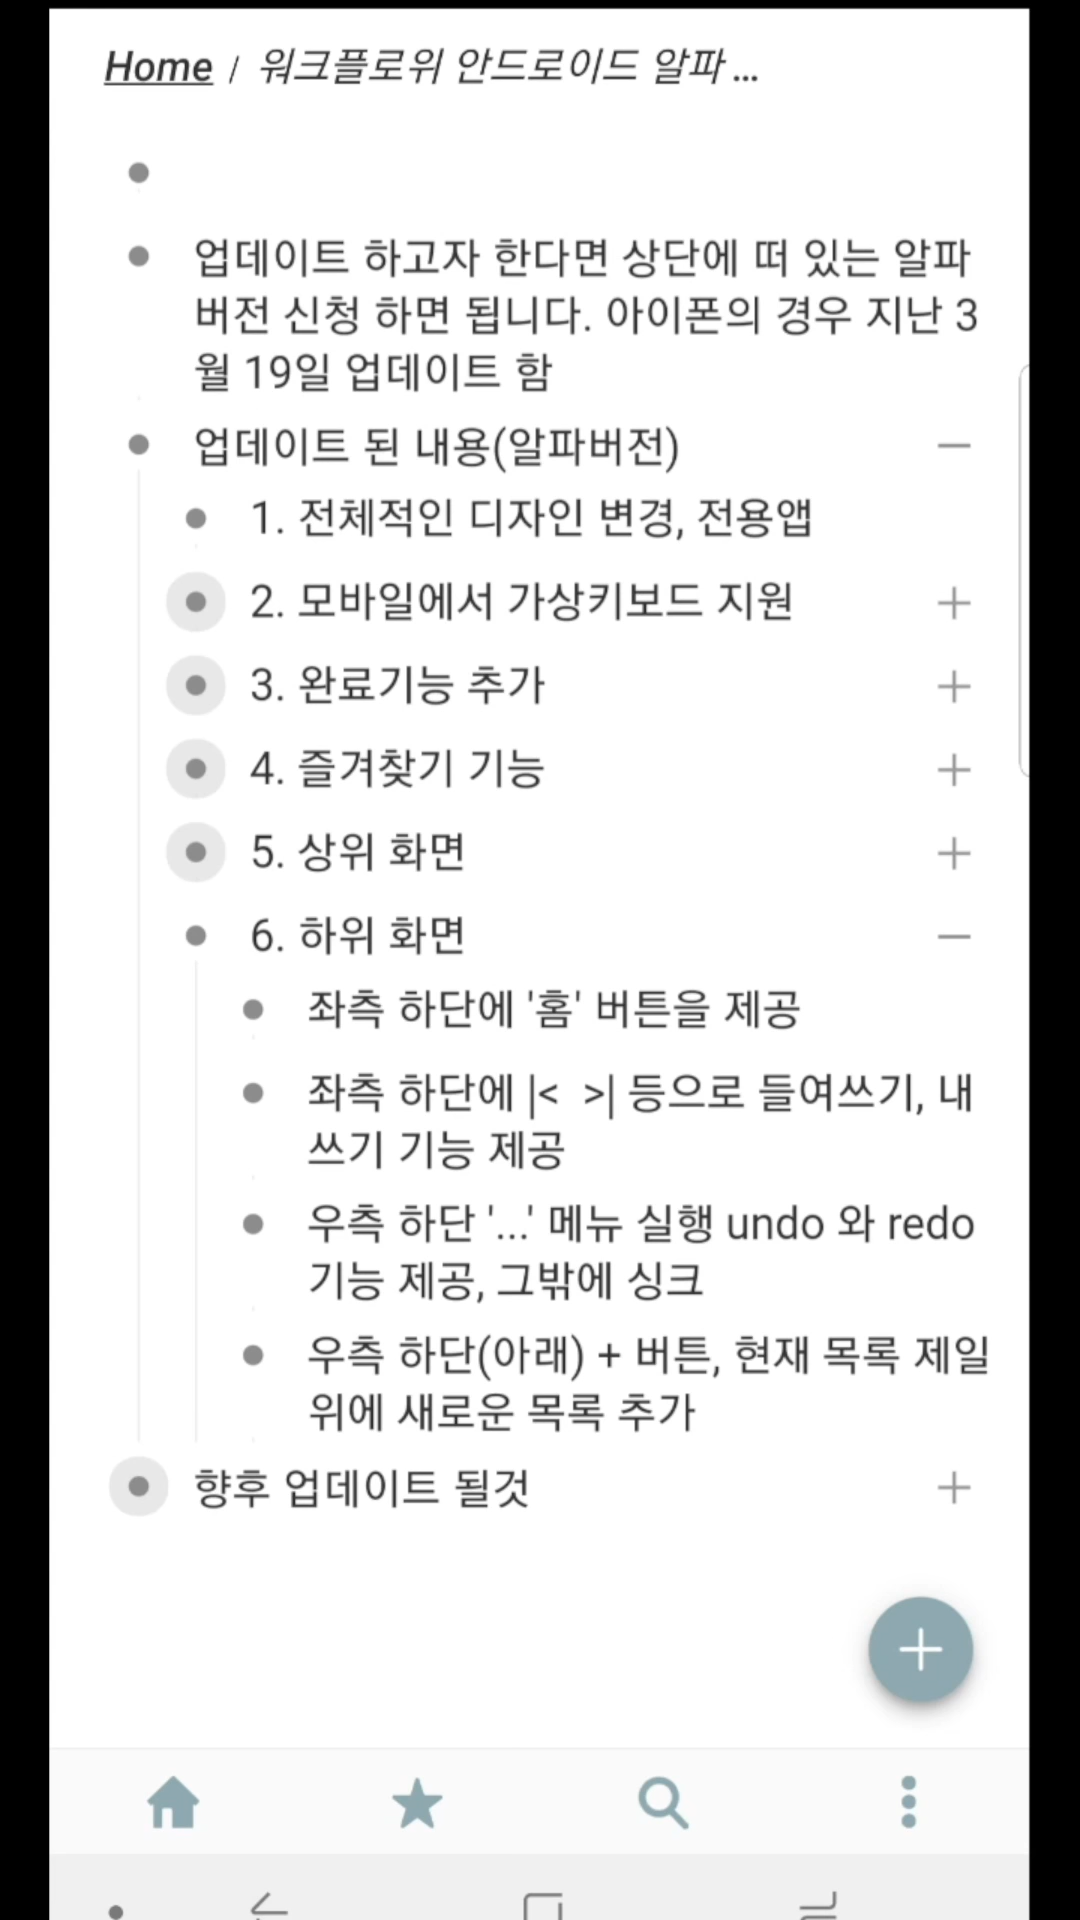 Home / 워크플로위 안드로이드 알파 ...
업데이트 하고자 한다면 상단에 떠 있는 알파
버전 신청 하면 됩니다. 아이폰의 경우 지난 3
월 19일 업데이트 함
업데이트 된 내용(알파버전)
1. 전체적인 디자인 변경, 전용앱
2. 모바일에서 가상키보드 지원
3. 완료기능 추가
4. 즐겨찾기 기능
5. 상위 화면
6. 하위 화면
좌측 하단에 '홈' 버튼을 제공
좌측 하단에 |< >| 등으로 들여쓰기, 내
쓰기 기능 제공
우측 하단 '...' 메뉴 실행 undo 와 redo
기능 제공, 그밖에 싱크
우측 하단(아래) + 버튼, 현재 목록 제일
위에 새로운 목록 추가
향후 업데이트 될것